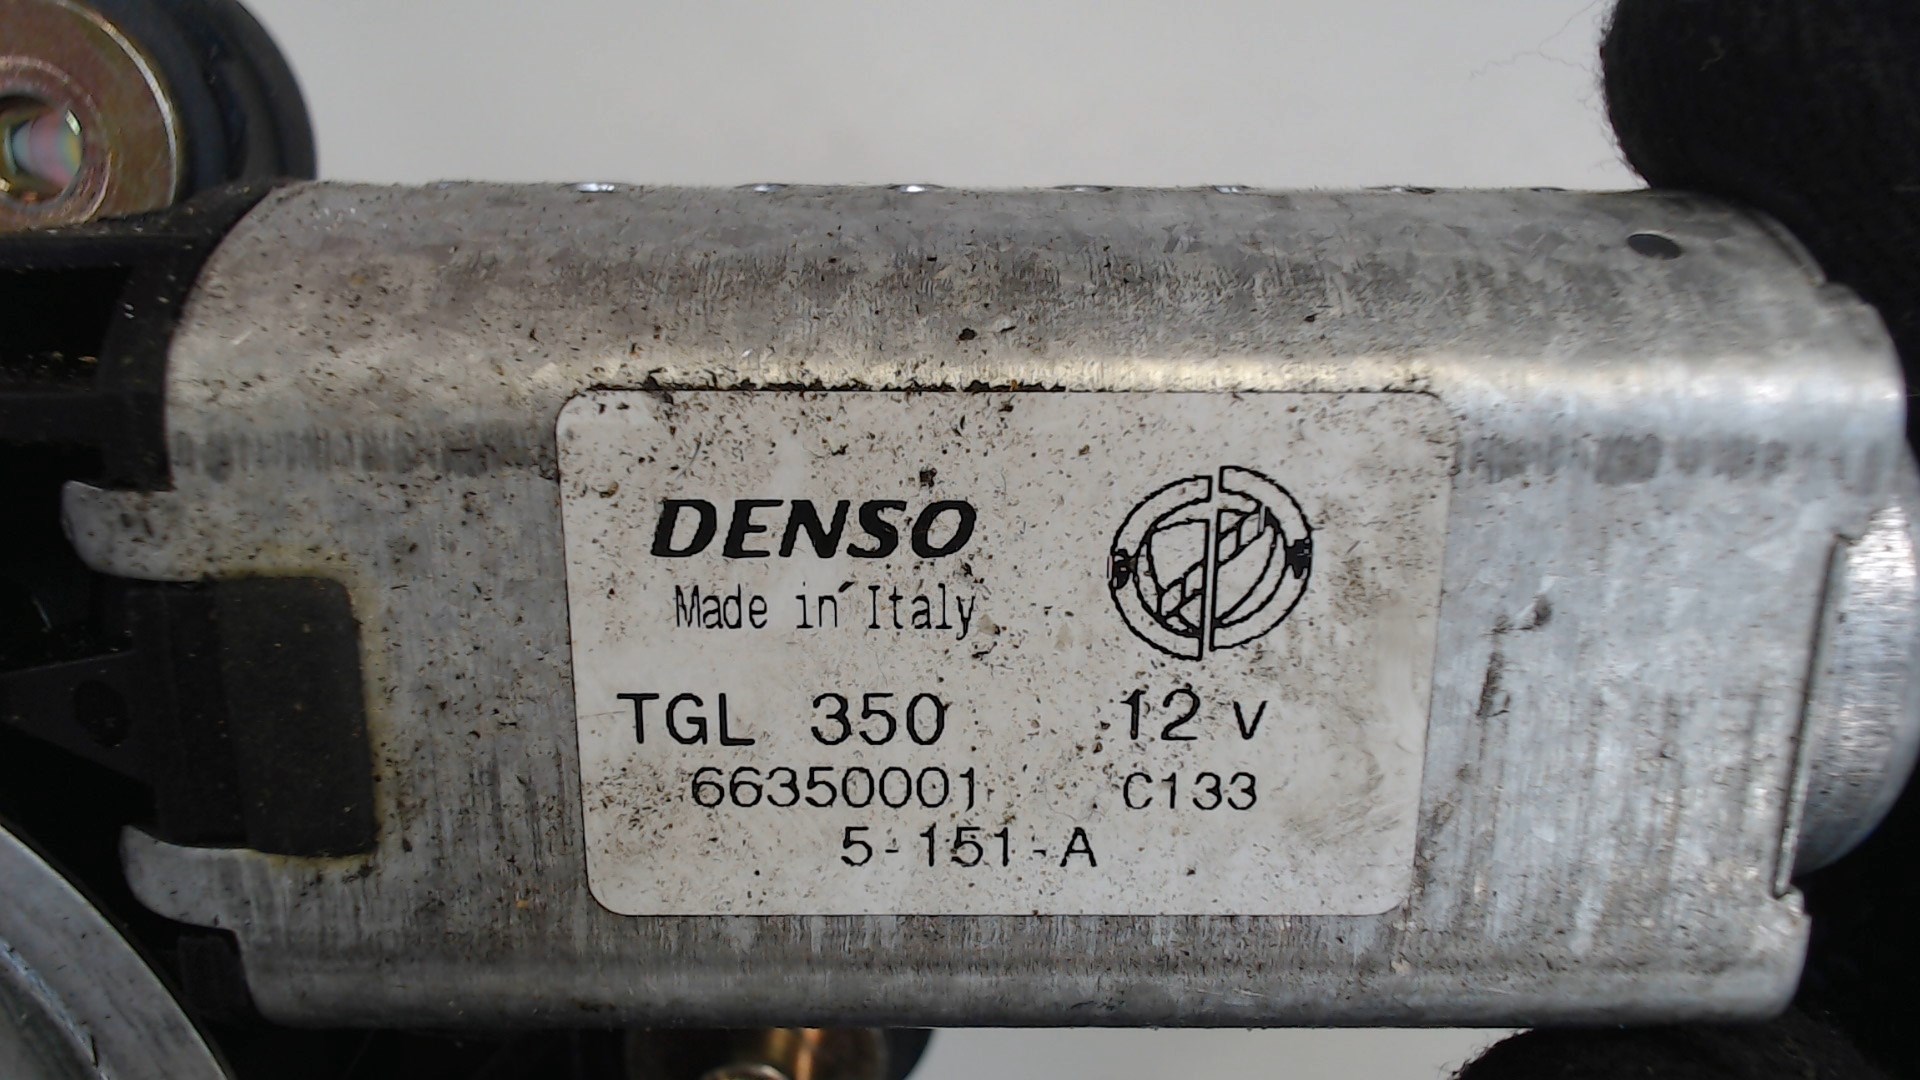 DENSO
Made in Italy
TGL 350 12 V
66350001 C133
5-151-A